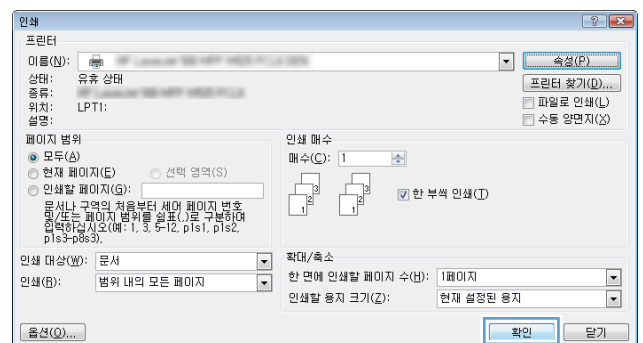 인쇄
프린터
이름(N):
속성(P)
상태: 유휴 상태
프린터 찾기(D)...
종류:
위치: LPT1:
파일로 인쇄(L)
설명:
수동 양면지(X)
페이지 범위
인쇄 매수
모두(A)
매수(C): 1
현재 페이지(E) 선택 영역(S)
인쇄할 페이지(G):
한 부씩 인쇄(T)
문서나 구역의 처음부터 세어 페이지 번호
및/또는 페이지 범위를 쉼표(,)로 구분하여
입력하십시오(예: 1, 3, 5-12, p1s1, p1s2,
p1s3-p8s3).
3
2
1
3
2
1
인쇄 대상(W): 문서
인쇄(R): 범위 내의 모든 페이지
확대/축소
한 면에 인쇄할 페이지 수(H): 1페이지
인쇄할 용지 크기(Z): 현재 설정된 용지
옵션(O)...
확인
닫기